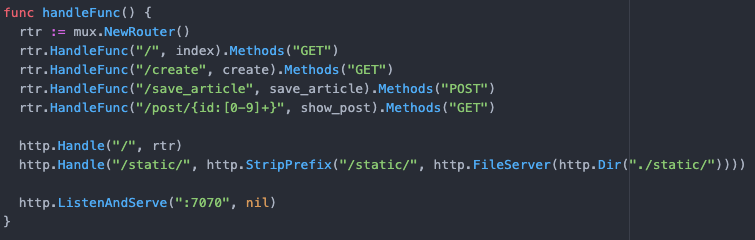 func handleFunc() {
  rtr := mux.NewRouter()
  rtr.HandleFunc("/", index).Methods("GET")
  rtr.HandleFunc("/create", create).Methods("GET")
  rtr.HandleFunc("/save_article", save_article).Methods("POST")
  rtr.HandleFunc("/post/{id:[0-9]+}", show_post).Methods("GET")

  http.Handle("/", rtr)
  http.Handle("/static/", http.StripPrefix("/static/", http.FileServer(http.Dir("./static/"))))

  http.ListenAndServe(":7070", nil)
}